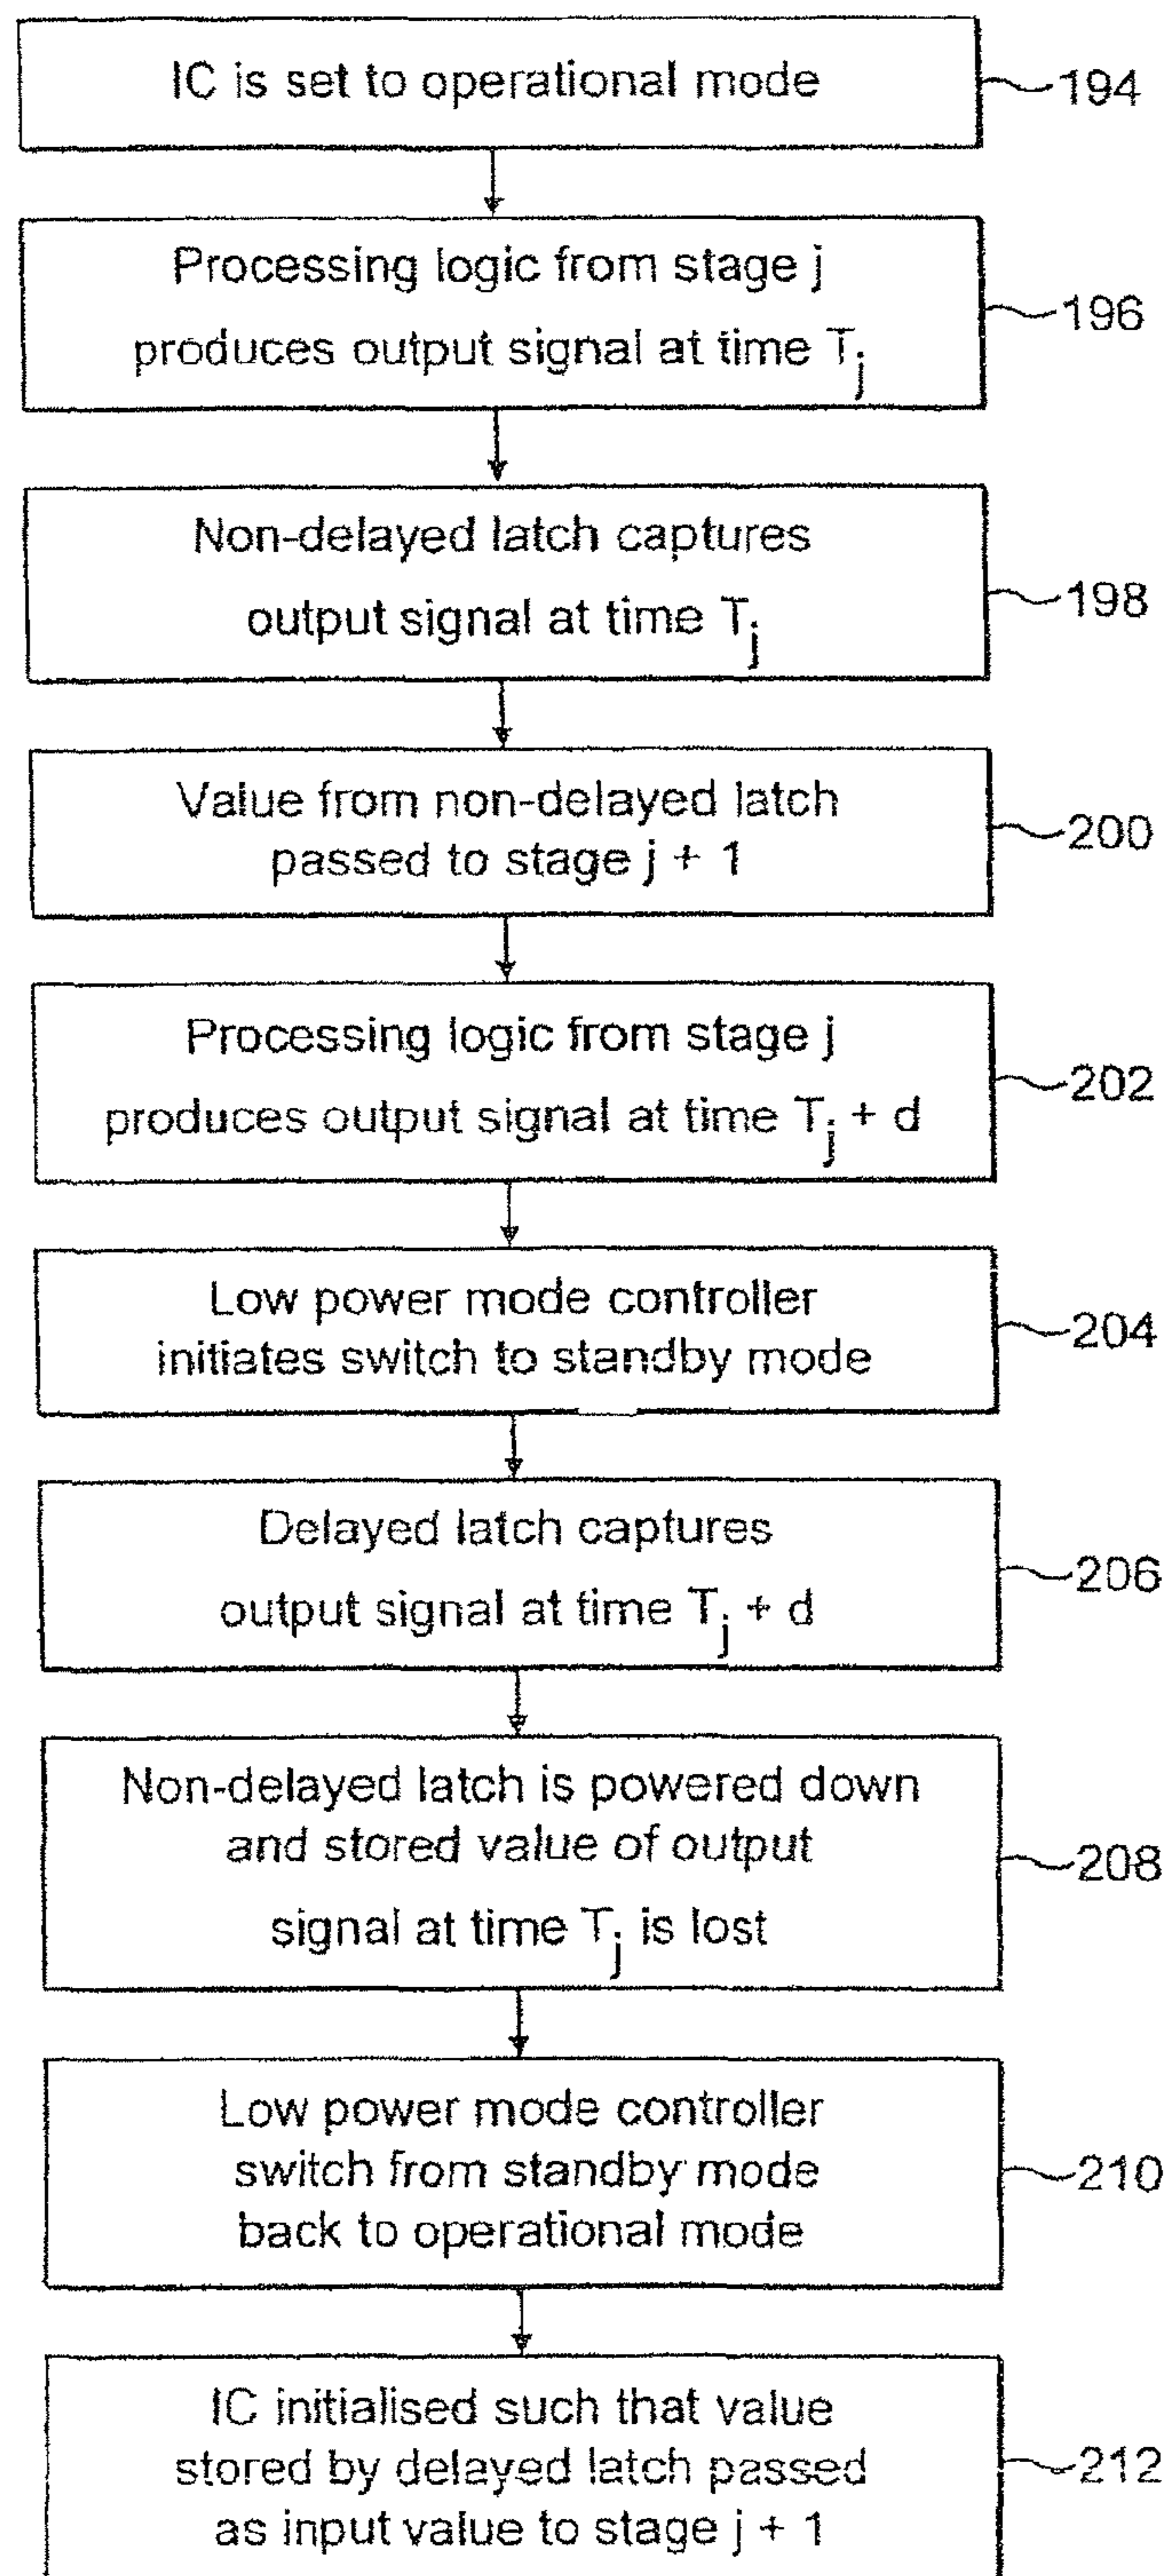 IC is set to operational mode
194
Processing logic from stage j
produces output signal at time Tj
196
Non-delayed latch captures
output signal at time Tj
198
Value from non-delayed latch
passed to stage j + 1
200
Processing logic from stage j
produces output signal at time Tj + d
202
Low power mode controller
initiates switch to standby mode
204
Delayed latch captures
output signal at time Tj + d
206
Non-delayed latch is powered down
and stored value of output
signal at time Tj is lost
208
Low power mode controller
switch from standby mode
back to operational mode
210
IC initialised such that value
stored by delayed latch passed
as input value to stage j + 1
212